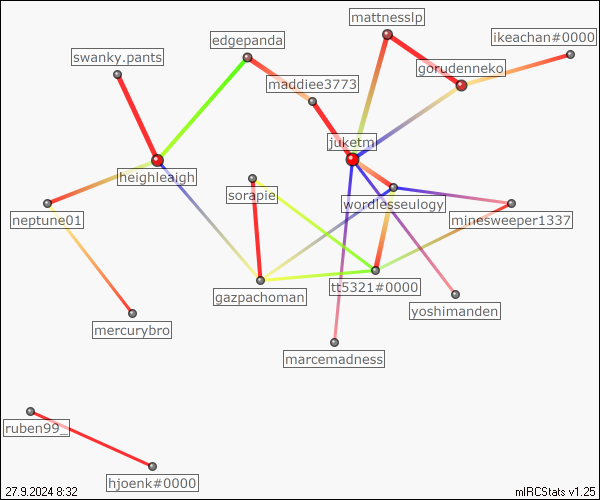 mattnesslp
ikeachan#0000
edgepanda
swanky.pants
gorudenneko
maddiee3773
juketm
heighleaigh
sorapie
wordlesseulogy
neptune01
minesweeper1337
tt5321#0000
gazpachoman
yoshimanden
mercurybro
marcemadness
ruben99_
hjoenk#0000
27.9.2024 8:32
mIRCStats v1.25